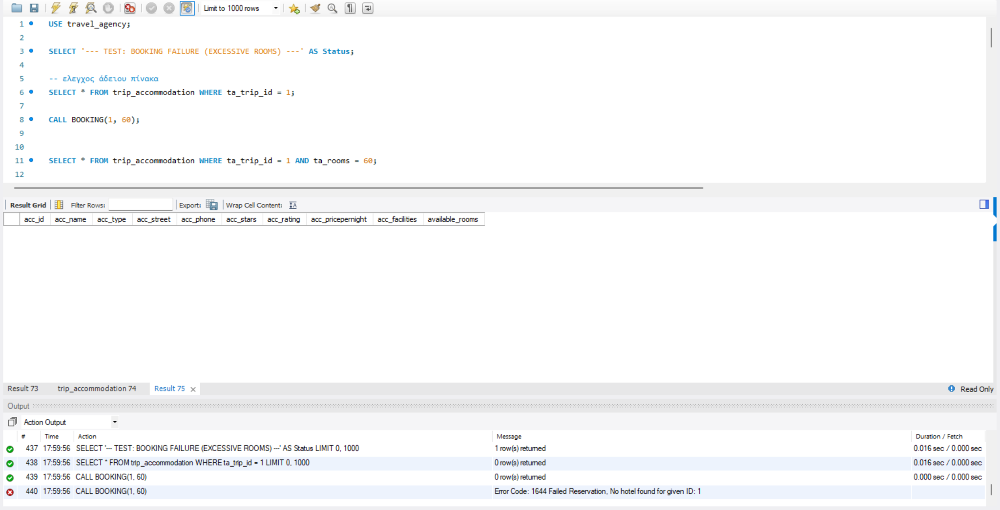 Limit to 1000 rows
1 USE travel_agency;
2
3 SELECT '--- TEST: BOOKING FAILURE (EXCESSIVE ROOMS) ---' AS Status;
4
5 -- ελεγχος άδειου πίνακα
6 SELECT * FROM trip_accommodation WHERE ta_trip_id = 1;
7
8 CALL BOOKING(1, 60);
9
10
11 SELECT * FROM trip_accommodation WHERE ta_trip_id = 1 AND ta_rooms = 60;
12
Result Grid Filter Rows: Export: Wrap Cell Content:
acc_id acc_name acc_type acc_street acc_phone acc_stars acc_rating acc_pricepernight acc_facilities available_rooms
Result 73 trip_accommodation 74 Result 75 Read Only
Output
Action Output
# Time Action Message Duration / Fetch
437 17:59:56 SELECT '--- TEST: BOOKING FAILURE (EXCESSIVE ROOMS) ---' AS Status LIMIT 0, 1000 1 row(s) returned 0.016 sec / 0.000 sec
438 17:59:56 SELECT * FROM trip_accommodation WHERE ta_trip_id = 1 LIMIT 0, 1000 0 row(s) returned 0.016 sec / 0.000 sec
439 17:59:56 CALL BOOKING(1, 60) 0 row(s) returned 0.000 sec / 0.000 sec
440 17:59:56 CALL BOOKING(1, 60) Error Code: 1644 Failed Reservation, No hotel found for given ID: 1